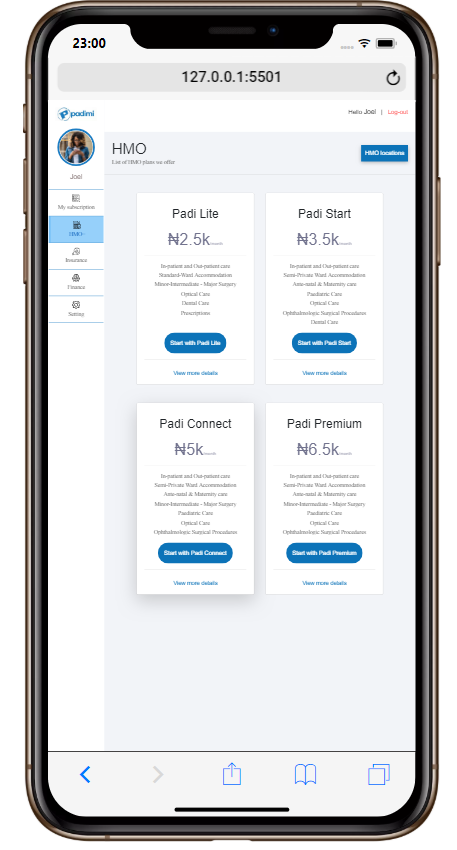 23:00
127.0.0.1:5501
padimi
Hello Joel | Log-out
Joel
My subscription
HMO
Insurance
Finance
Setting
HMO
List of HMO plans we offer
HMO locations
Padi Lite
₦2.5k/month
In-patient and Out-patient care
Standard-Ward Accommodation
Minor-Intermediate - Major Surgery
Optical Care
Dental Care
Prescriptions
Start with Padi Lite
View more details
Padi Start
₦3.5k/month
In-patient and Out-patient care
Semi-Private Ward Accommodation
Ante-natal & Maternity care
Paediatric Care
Optical Care
Ophthalmologic Surgical Procedures
Dental Care
Start with Padi Start
View more details
Padi Connect
₦5k/month
In-patient and Out-patient care
Semi-Private Ward Accommodation
Ante-natal & Maternity care
Minor-Intermediate - Major Surgery
Paediatric Care
Optical Care
Ophthalmologic Surgical Procedures
Start with Padi Connect
View more details
Padi Premium
₦6.5k/month
In-patient and Out-patient care
Semi-Private Ward Accommodation
Ante-natal & Maternity care
Minor-Intermediate - Major Surgery
Paediatric Care
Optical Care
Ophthalmologic Surgical Procedures
Start with Padi Premium
View more details